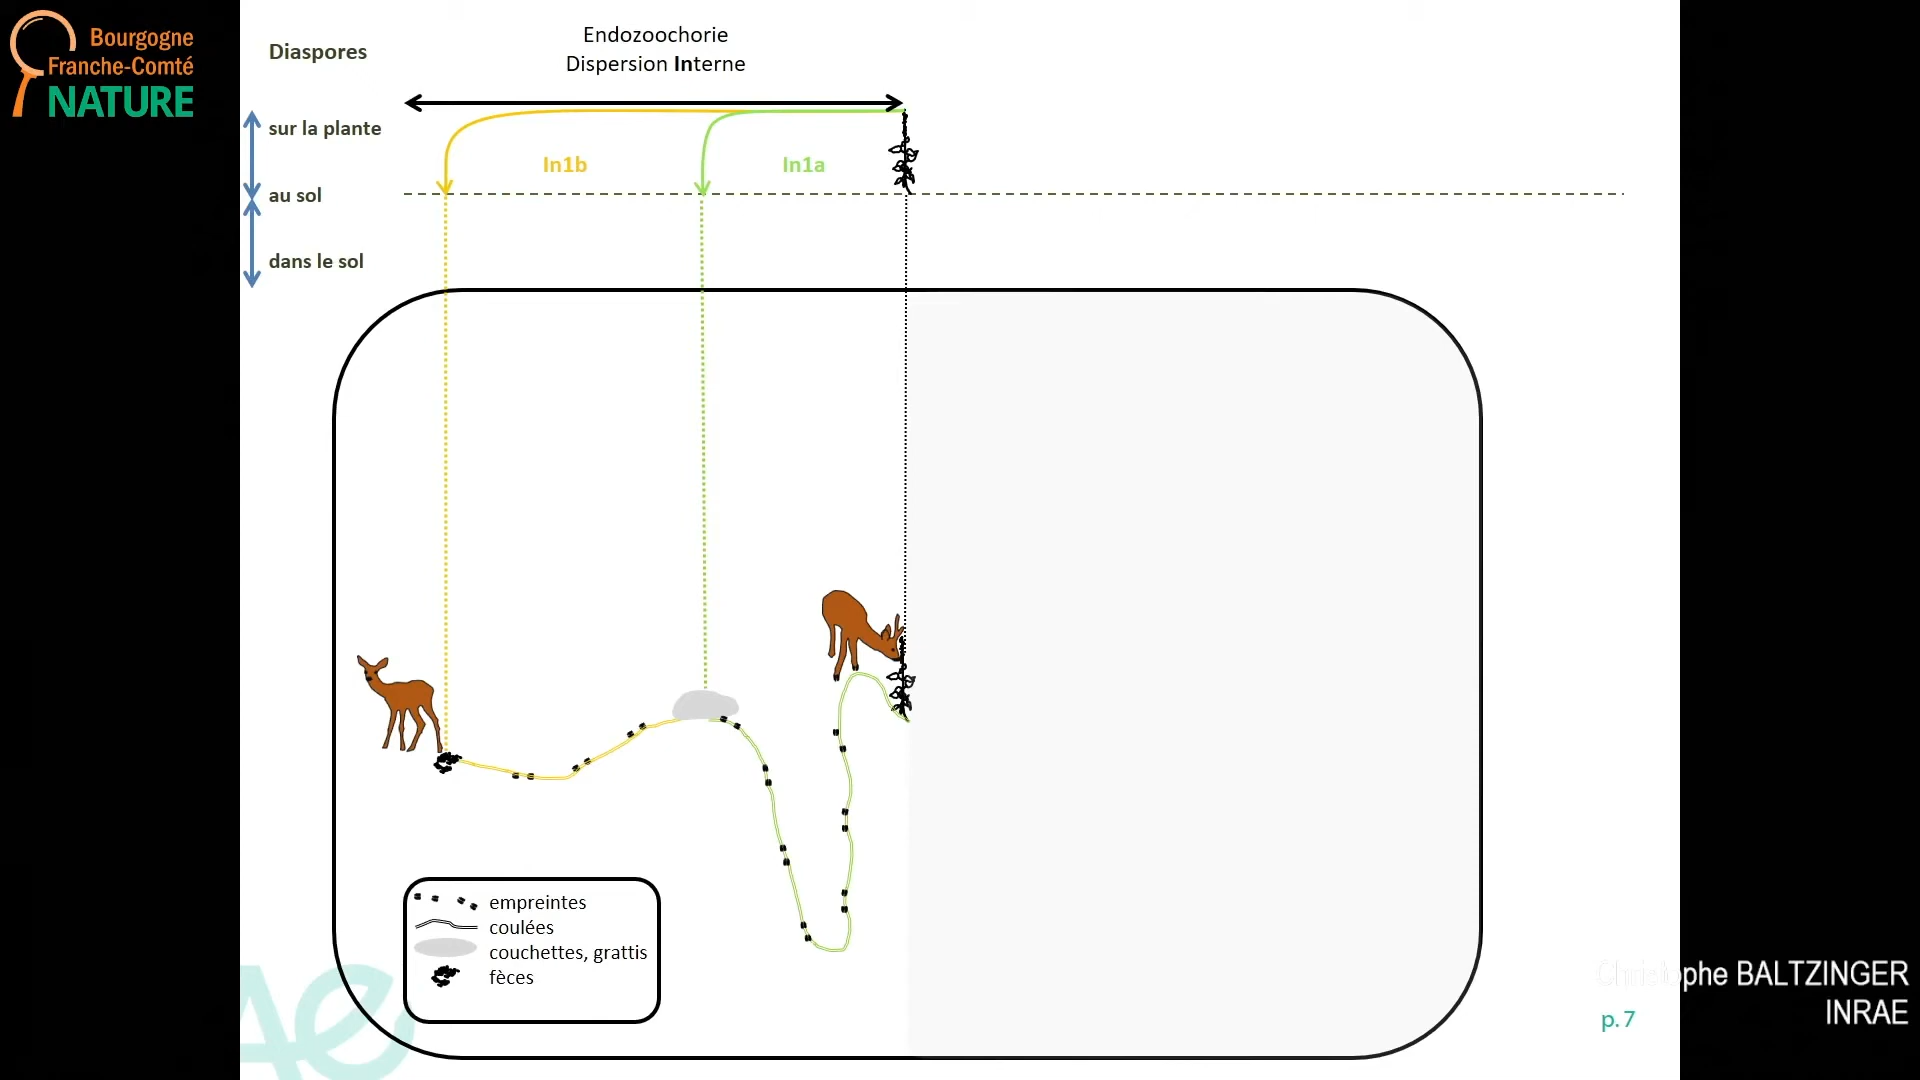 Bourgogne
Franche-Comté
NATURE
Diaspores
Endozoochorie
Dispersion Interne
sur la plante
In1b
In1a
au sol
dans le sol
empreintes
coulées
couchettes, grattis
fèces
Christophe BALTZINGER
INRAE
p. 7